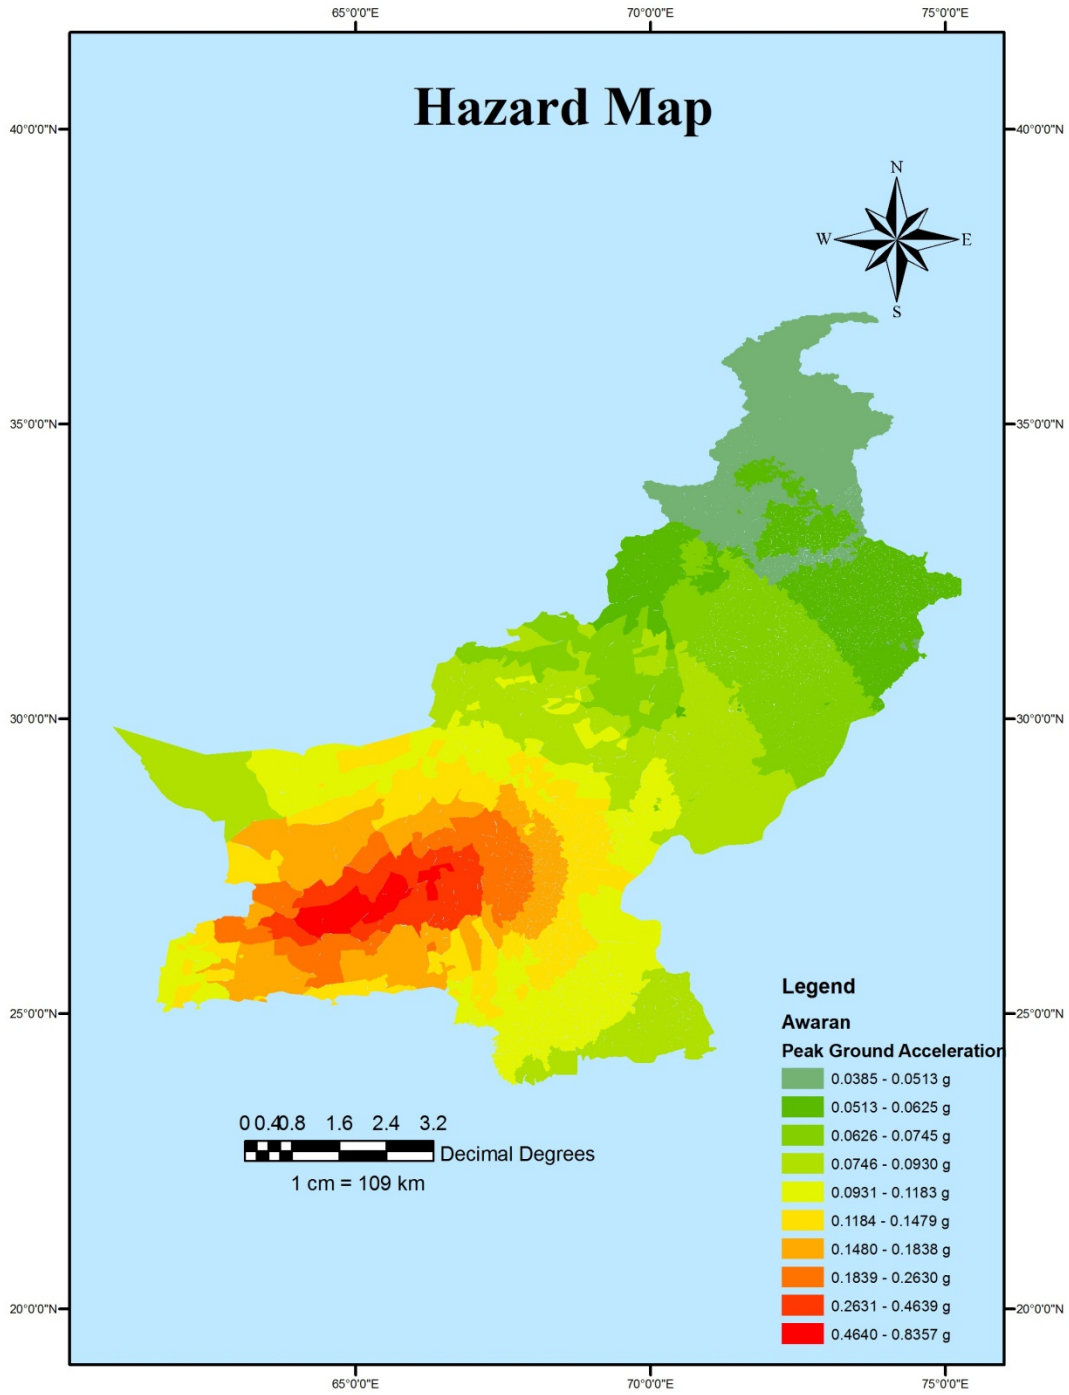 65°0'0"E 70°0'0"E 75°0'0"E
Hazard Map
40°0'0"N 40°0'0"N
N
W E
S
35°0'0"N 35°0'0"N
30°0'0"N 30°0'0"N
25°0'0"N 25°0'0"N
Legend
Awaran
Peak Ground Acceleration
0.0385 - 0.0513 g
0.0513 - 0.0625 g
0.0626 - 0.0745 g
0.0746 - 0.0930 g
0.0931 - 0.1183 g
0.1184 - 0.1479 g
0.1480 - 0.1838 g
0.1839 - 0.2630 g
0.2631 - 0.4639 g
0.4640 - 0.8357 g
0 0.40.8 1.6 2.4 3.2
Decimal Degrees
1 cm = 109 km
20°0'0"N 20°0'0"N
65°0'0"E 70°0'0"E 75°0'0"E